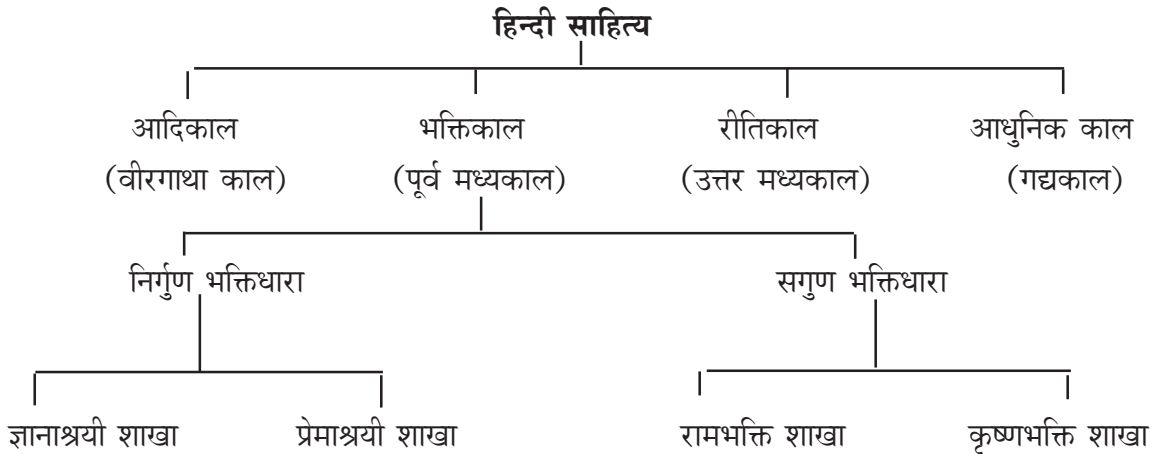 हिन्दी साहित्य
आदिकाल भक्तिकाल रीतिकाल आधुनिक काल
(वीरगाथा काल) (पूर्व मध्यकाल) (उत्तर मध्यकाल) (गद्यकाल)
निर्गुण भक्तिधारा सगुण भक्तिधारा
ज्ञानाश्रयी शाखा प्रेमाश्रयी शाखा रामभक्ति शाखा कृष्णभक्ति शाखा